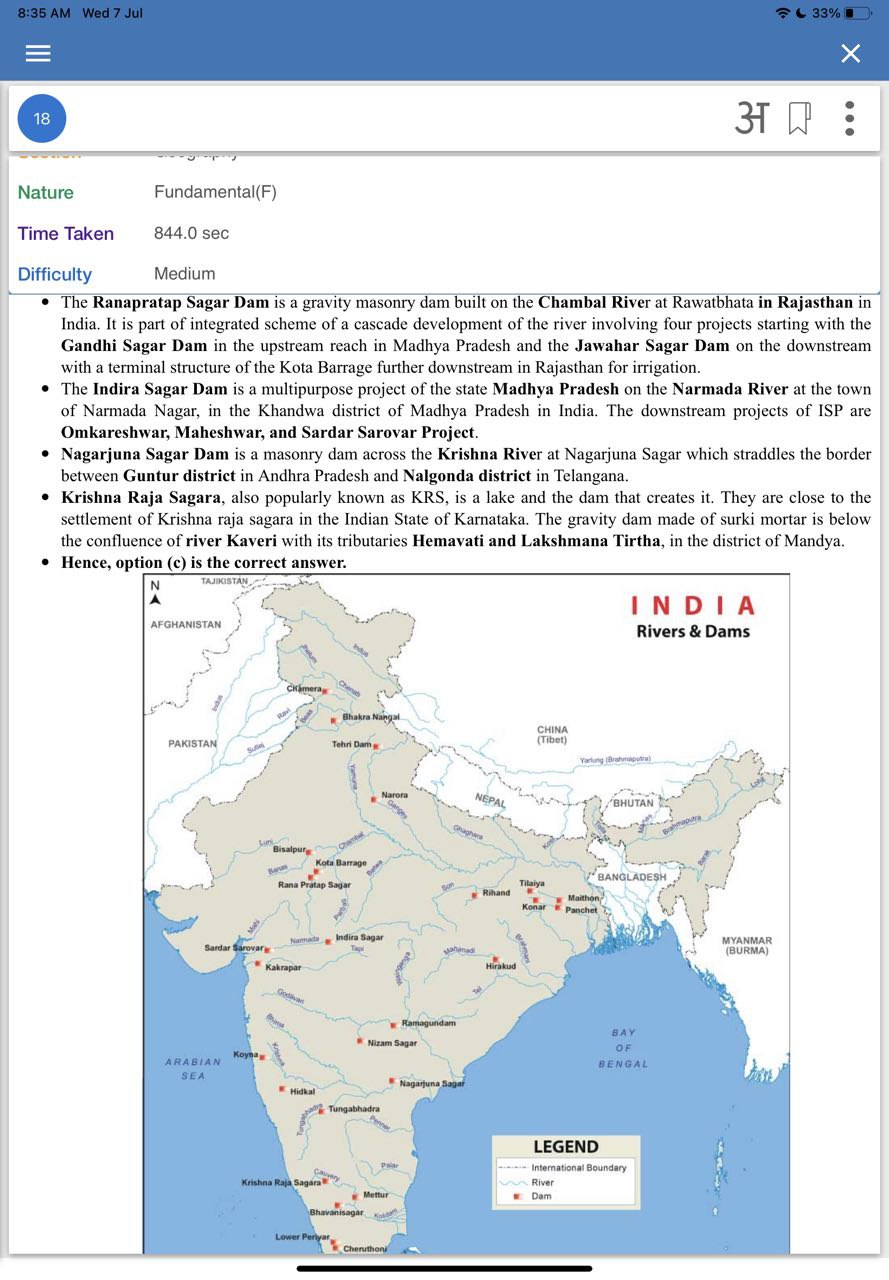 8:35 AM Wed 7 Jul
33%
18
अ
Section
Geography
Nature Fundamental(F)
Time Taken 844.0 sec
Difficulty Medium
• The Ranapratap Sagar Dam is a gravity masonry dam built on the Chambal River at Rawatbhata in Rajasthan in
India. It is part of integrated scheme of a cascade development of the river involving four projects starting with the
Gandhi Sagar Dam in the upstream reach in Madhya Pradesh and the Jawahar Sagar Dam on the downstream
with a terminal structure of the Kota Barrage further downstream in Rajasthan for irrigation.
• The Indira Sagar Dam is a multipurpose project of the state Madhya Pradesh on the Narmada River at the town
of Narmada Nagar, in the Khandwa district of Madhya Pradesh in India. The downstream projects of ISP are
Omkareshwar, Maheshwar, and Sardar Sarovar Project.
• Nagarjuna Sagar Dam is a masonry dam across the Krishna River at Nagarjuna Sagar which straddles the border
between Guntur district in Andhra Pradesh and Nalgonda district in Telangana.
• Krishna Raja Sagara, also popularly known as KRS, is a lake and the dam that creates it. They are close to the
settlement of Krishna raja sagara in the Indian State of Karnataka. The gravity dam made of surki mortar is below
the confluence of river Kaveri with its tributaries Hemavati and Lakshmana Tirtha, in the district of Mandya.
• Hence, option (c) is the correct answer.
N
TAJIKISTAN
INDIA
Rivers & Dams
AFGHANISTAN
Indus
Jhelum
Chamera
Chenab
Indus
Ravi
Beas
Bhakra Nangal
PAKISTAN
Sutlej
Tehri Dam
CHINA
(Tibet)
Yarlung (Brahmaputra)
Yamuna
Narora
Ganges
NEPAL
BHUTAN
Lohit
Ghaghara
Kosi
Tista
Manas
Brahmaputra
Luni
Bisalpur
Chambal
Banas
Kota Barrage
Betwa
Rana Pratap Sagar
Barak
BANGLADESH
Son
Rihand
Tilaiya
Maithon
Konar
Panchet
Mahi
Narmada
Indira Sagar
Sardar Sarovar
Tapi
Kakrapar
Mahanadi
Brahmani
Hirakud
MYANMAR
(BURMA)
Tel
Godavari
Bhima
Ramagundam
Nizam Sagar
Koyna
Krishna
ARABIAN
SEA
BAY
OF
BENGAL
Hidkal
Nagarjuna Sagar
Tungabhadra
Tungabhadra
Penner
Palar
Cauvery
Krishna Raja Sagara
Mettur
Bhavanisagar
Kolidam
Lower Periyar
Cheruthoni
LEGEND
International Boundary
River
Dam